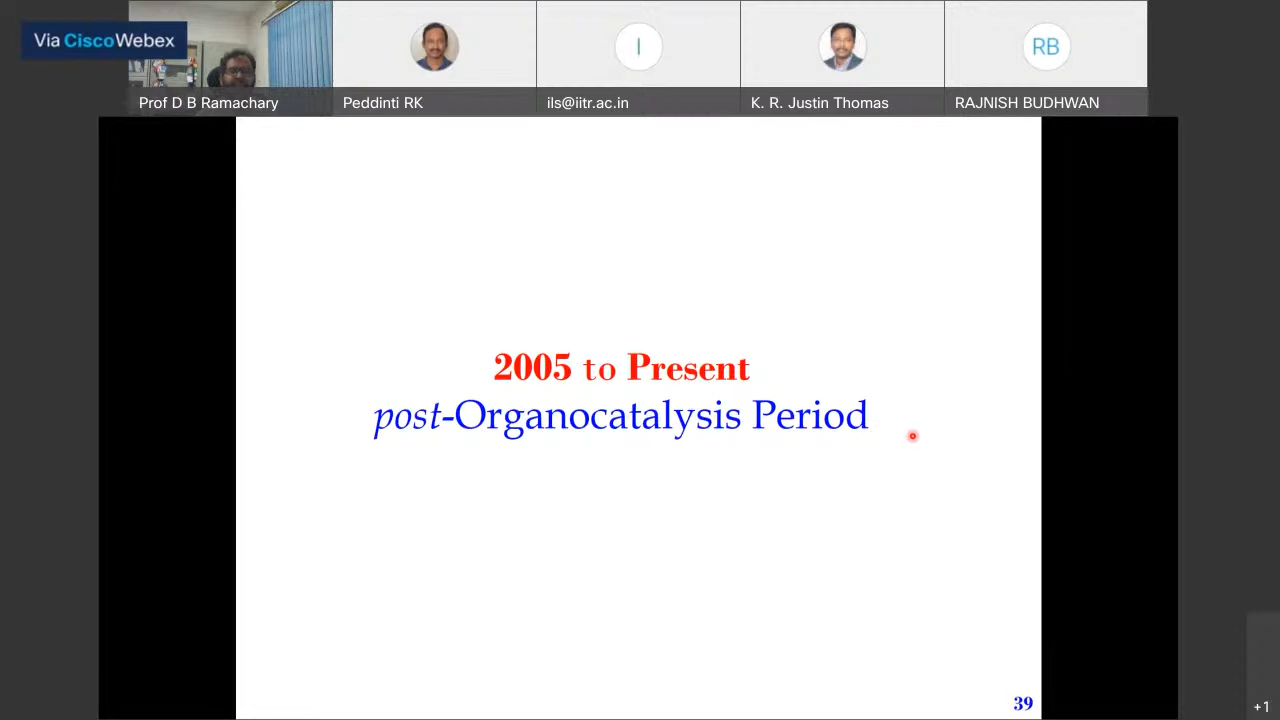 Via CiscoWebex
Prof D B Ramachary
Peddinti RK
I
ils@iitr.ac.in
K. R. Justin Thomas
RB
RAJNISH BUDHWAN
2005 to Present
post-Organocatalysis Period
39
+1